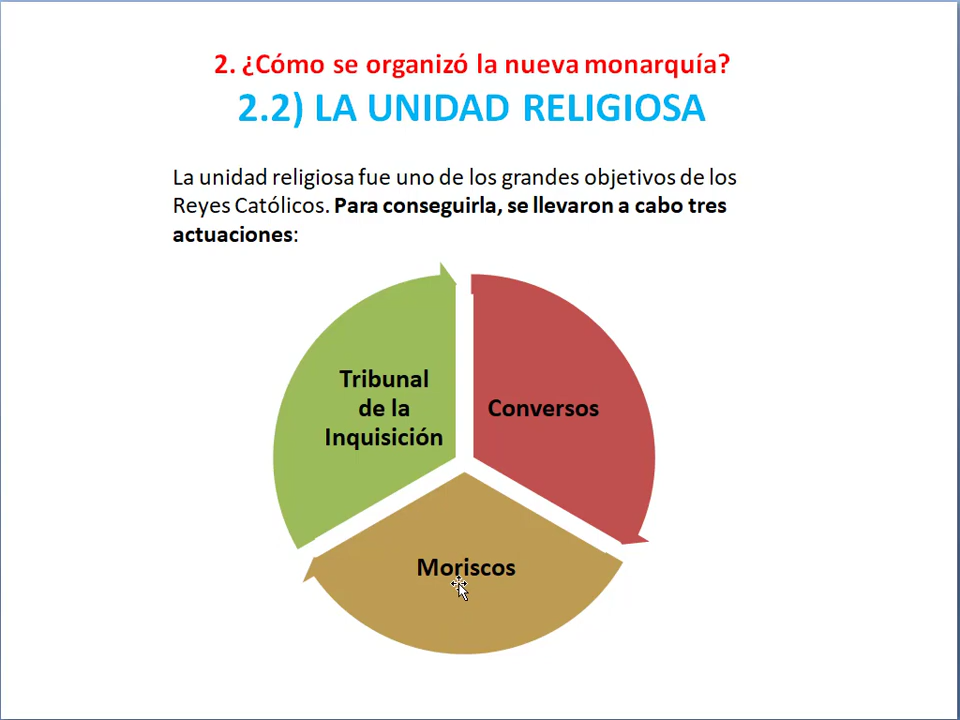 2. ¿Cómo se organizó la nueva monarquía?
2.2) LA UNIDAD RELIGIOSA
La unidad religiosa fue uno de los grandes objetivos de los
Reyes Católicos. Para conseguirla, se llevaron a cabo tres
actuaciones:
Tribunal
de la
Inquisición
Conversos
Moriscos